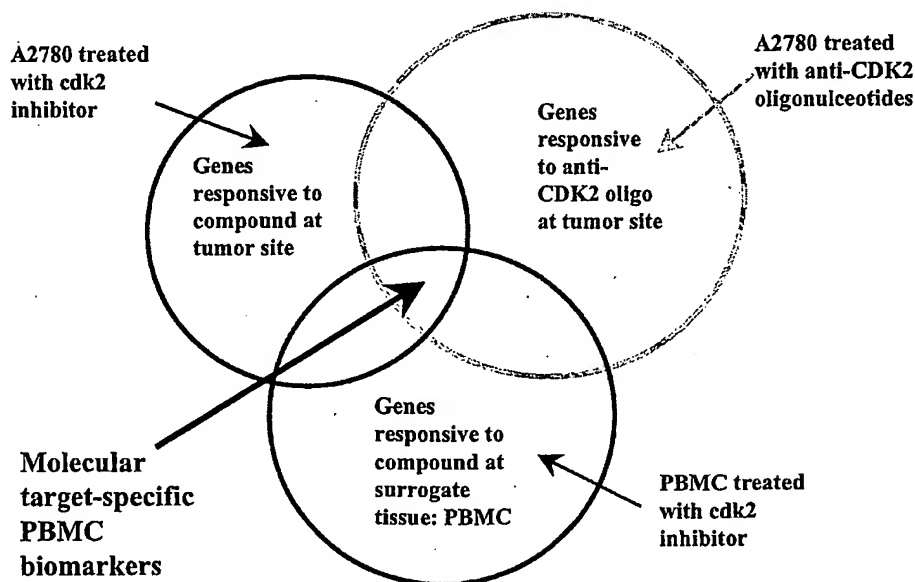 A2780 treated
with cdk2
inhibitor
A2780 treated
with anti-CDK2
oligonulceotides
Genes
responsive to
compound at
tumor site
Genes
responsive
to anti-
CDK2 oligo
at tumor site
Genes
responsive to
compound at
surrogate
tissue: PBMC
Molecular
target-specific
PBMC
biomarkers
PBMC treated
with cdk2
inhibitor